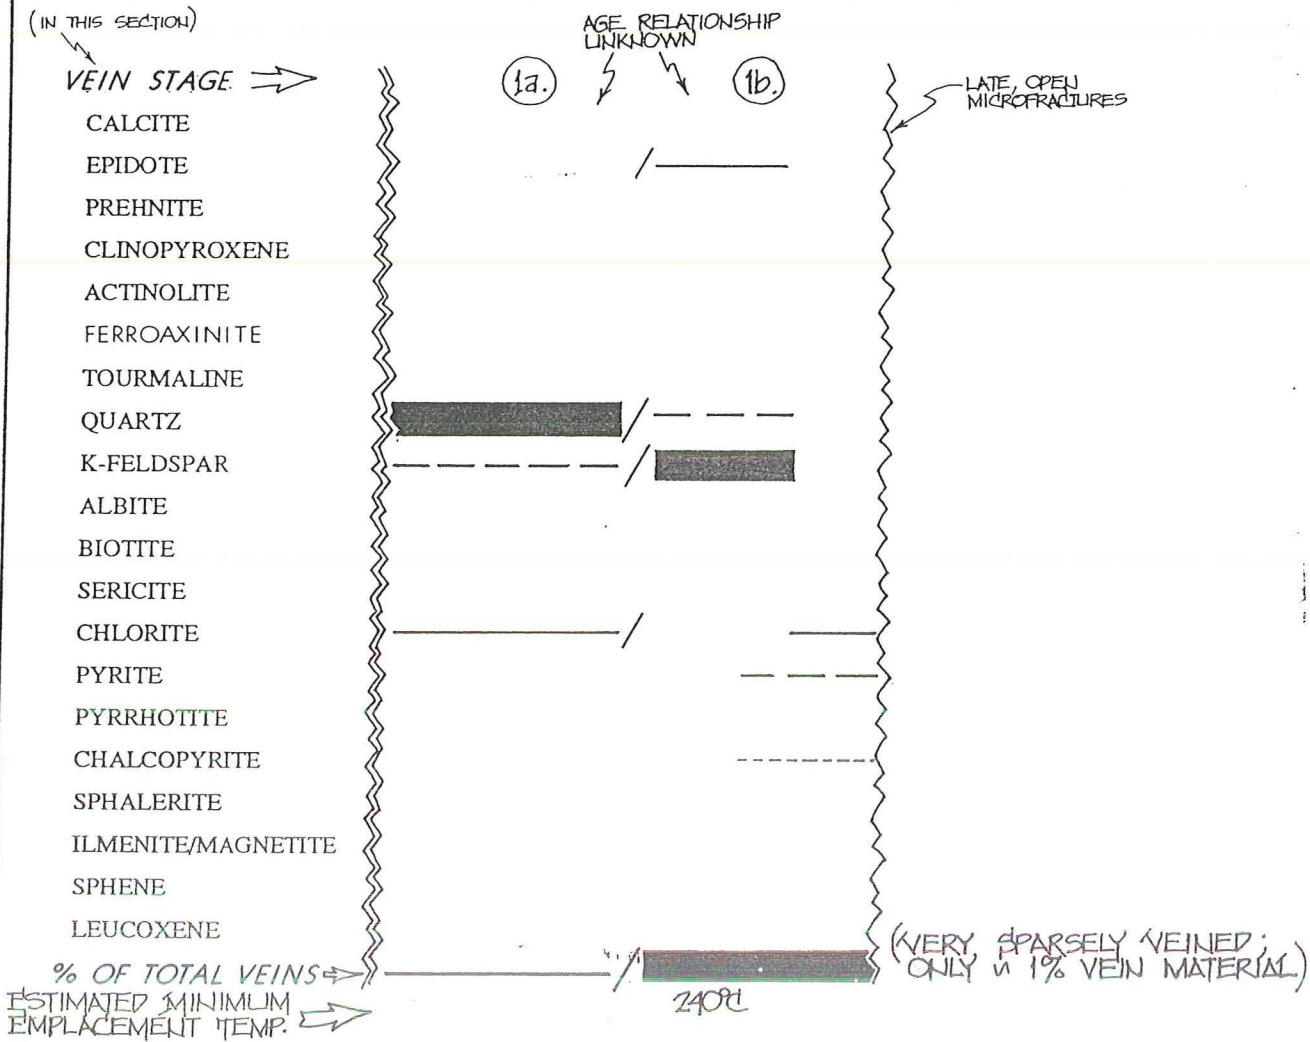 (IN THIS SECTION)
AGE RELATIONSHIP
UNKNOWN
VEIN STAGE
1a.
1b.
LATE, OPEN
MICROFRACTURES
CALCITE
EPIDOTE
PREHNITE
CLINOPYROXENE
ACTINOLITE
FERROAXINITE
TOURMALINE
QUARTZ
K-FELDSPAR
ALBITE
BIOTITE
SERICITE
CHLORITE
PYRITE
PYRRHOTITE
CHALCOPYRITE
SPHALERITE
ILMENITE/MAGNETITE
SPHENE
LEUCOXENE
% OF TOTAL VEINS
(VERY SPARSELY VEINED;
ONLY ~ 1% VEIN MATERIAL)
ESTIMATED MINIMUM
EMPLACEMENT TEMP.
240°C